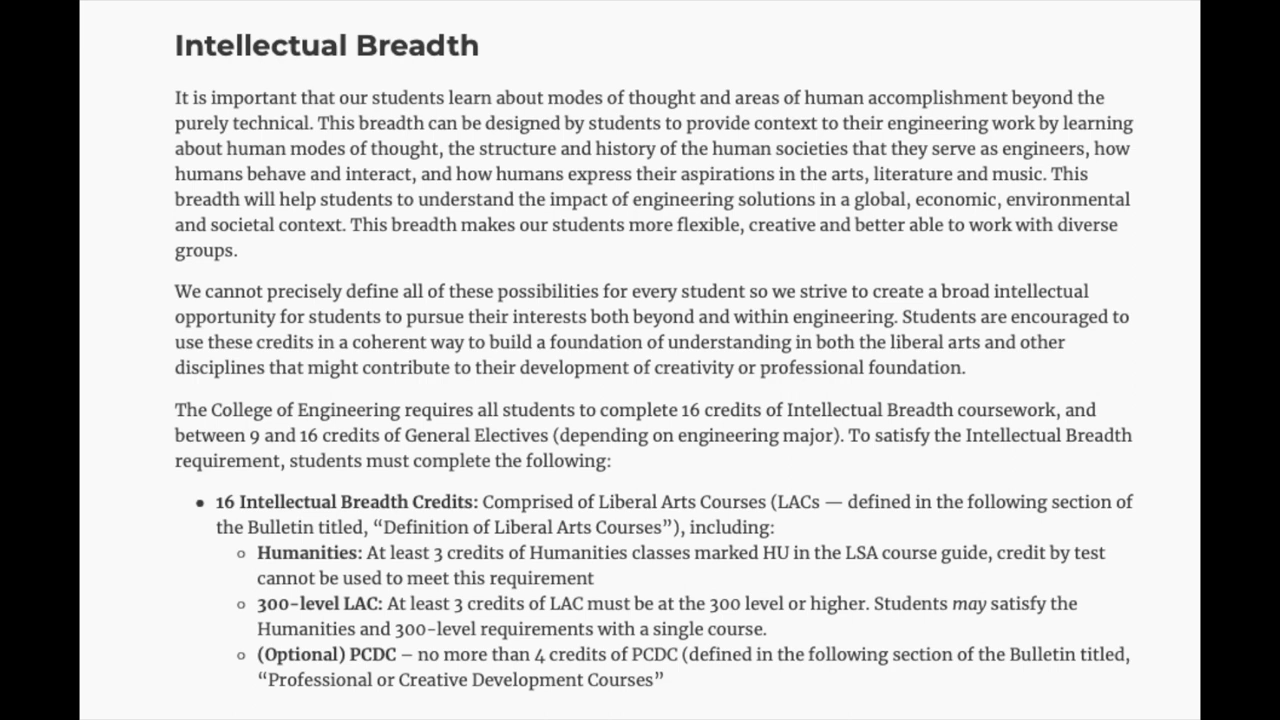 Intellectual Breadth
It is important that our students learn about modes of thought and areas of human accomplishment beyond the
purely technical. This breadth can be designed by students to provide context to their engineering work by learning
about human modes of thought, the structure and history of the human societies that they serve as engineers, how
humans behave and interact, and how humans express their aspirations in the arts, literature and music. This
breadth will help students to understand the impact of engineering solutions in a global, economic, environmental
and societal context. This breadth makes our students more flexible, creative and better able to work with diverse
groups.
We cannot precisely define all of these possibilities for every student so we strive to create a broad intellectual
opportunity for students to pursue their interests both beyond and within engineering. Students are encouraged to
use these credits in a coherent way to build a foundation of understanding in both the liberal arts and other
disciplines that might contribute to their development of creativity or professional foundation.
The College of Engineering requires all students to complete 16 credits of Intellectual Breadth coursework, and
between 9 and 16 credits of General Electives (depending on engineering major). To satisfy the Intellectual Breadth
requirement, students must complete the following:
• 16 Intellectual Breadth Credits: Comprised of Liberal Arts Courses (LACs — defined in the following section of
the Bulletin titled, “Definition of Liberal Arts Courses”), including:
◦ Humanities: At least 3 credits of Humanities classes marked HU in the LSA course guide, credit by test
cannot be used to meet this requirement
◦ 300-level LAC: At least 3 credits of LAC must be at the 300 level or higher. Students may satisfy the
Humanities and 300-level requirements with a single course.
◦ (Optional) PCDC – no more than 4 credits of PCDC (defined in the following section of the Bulletin titled,
“Professional or Creative Development Courses”